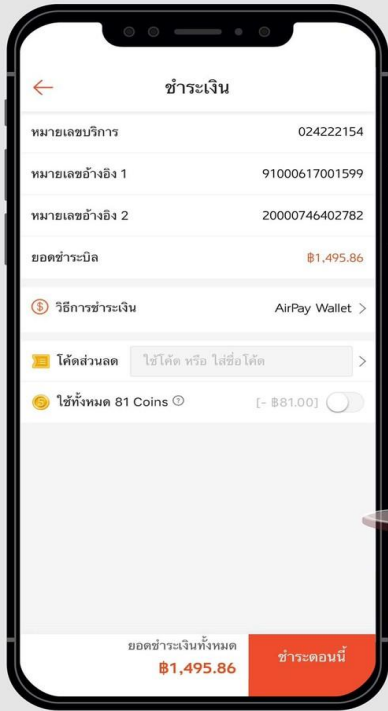 ชำระเงิน
หมายเลขบริการ 024222154
หมายเลขอ้างอิง 1 91000617001599
หมายเลขอ้างอิง 2 20000746402782
ยอดชำระบิล ฿1,495.86
วิธีการชำระเงิน AirPay Wallet >
โค้ดส่วนลด ใช้โค้ด หรือ ใส่ชื่อโค้ด >
ใช้ทั้งหมด 81 Coins ? [- ฿81.00]
ยอดชำระเงินทั้งหมด
฿1,495.86
ชำระตอนนี้